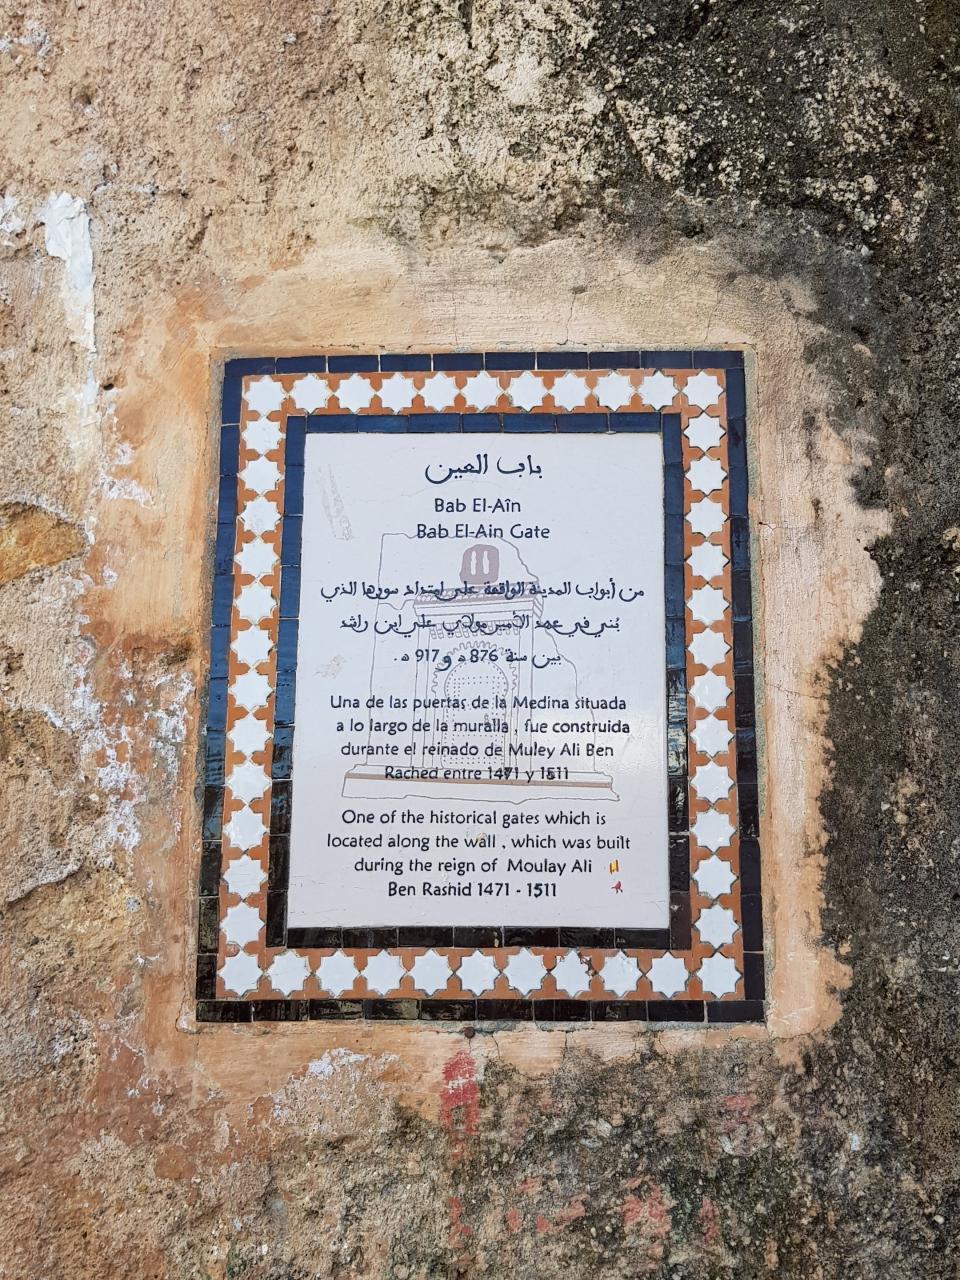 باب العين
Bab El-Aîn
Bab El-Ain Gate
من أبواب المدينة الواقعة على امتداد سورها الذي
بُني في عهد الأمير مولاي علي ابن راشد
بين سنة 876 ه و 917 ه.
Una de las puertas de la Medina situada
a lo largo de la muralla , fue construida
durante el reinado de Muley Ali Ben
Rached entre 1471 y 1511
One of the historical gates which is
located along the wall , which was built
during the reign of Moulay Ali
Ben Rashid 1471 - 1511